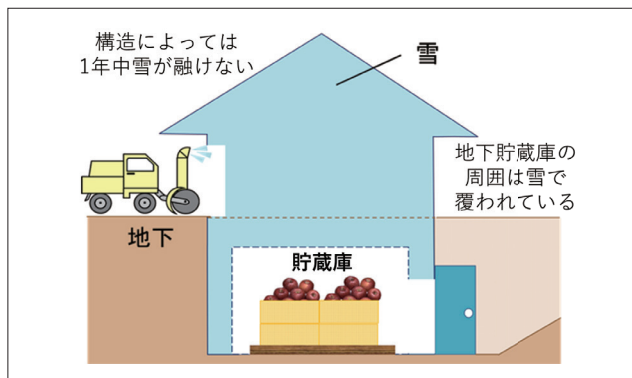 構造によっては
1年中雪が融けない
雪
地下貯蔵庫の
周囲は雪で
覆われている
地下
貯蔵庫